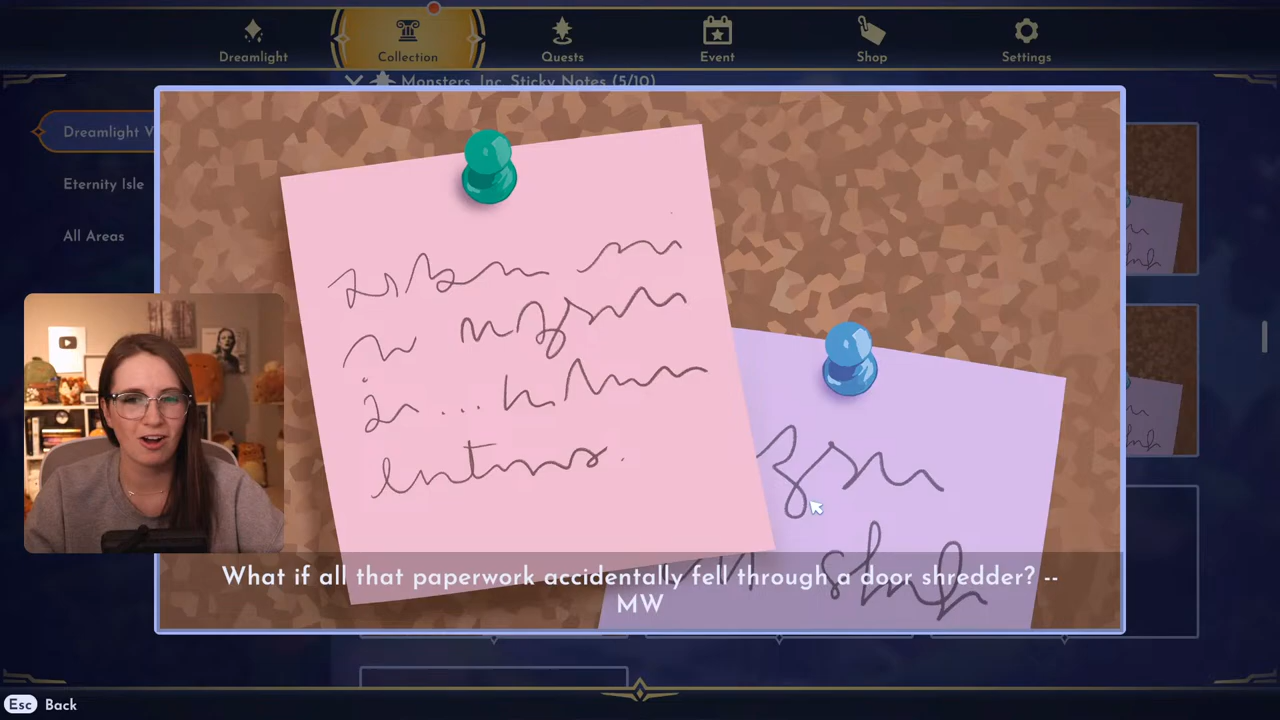 Dreamlight
Collection
Quests
Event
Shop
Settings
Monsters, Inc. Sticky Notes (5/10)
Dreamlight V
Eternity Isle
All Areas
What if all that paperwork accidentally fell through a door shredder? --
MW
Esc Back